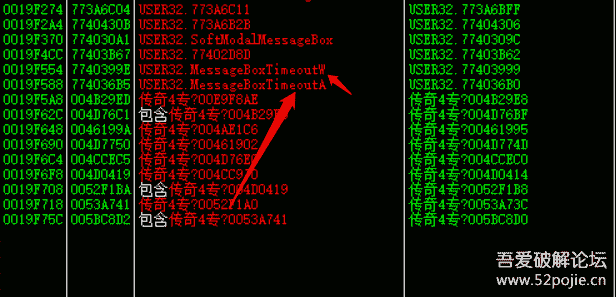 0019F274 773A6C04 USER32.773A6C11 USER32.773A6BFF
0019F2A4 7740430B USER32.773A6B2B USER32.77404306
0019F370 774030A1 USER32.SoftModalMessageBox USER32.7740309C
0019F4CC 77403B67 USER32.77402D8D USER32.77403B62
0019F554 7740399E USER32.MessageBoxTimeoutW USER32.77403999
0019F588 774036B5 USER32.MessageBoxTimeoutA USER32.774036B0
0019F5A8 004B29ED 传奇4专?00E9F8AE 传奇4专?004B29E8
0019F62C 004D76C1 包含传奇4专? 传奇4专?004D76BF
0019F648 0046199A 传奇4专?004AE1C6 传奇4专?00461995
0019F690 004D7750 传奇4专?00461902 传奇4专?004D774D
0019F6C4 004CCEC5 传奇4专? 传奇4专?004CCEC0
0019F6F8 004D0419 传奇4专? 传奇4专?004D0414
0019F708 0052F1BA 包含传奇4专?004D0419 传奇4专?0052F1B8
0019F718 0053A741 传奇4专?0052F1A0 传奇4专?0053A73C
0019F75C 005BC8D2 包含传奇4专?0053A741 传奇4专?005BC8D0
吾爱破解论坛
www.52pojie.cn